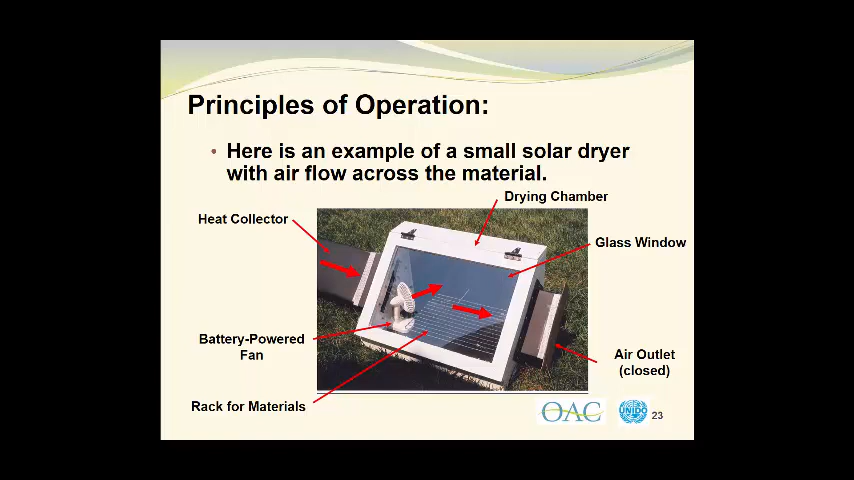 Principles of Operation:
• Here is an example of a small solar dryer
with air flow across the material.
Drying Chamber
Heat Collector
Glass Window
Battery-Powered
Fan
Air Outlet
(closed)
Rack for Materials
OAC
UNIDO
23